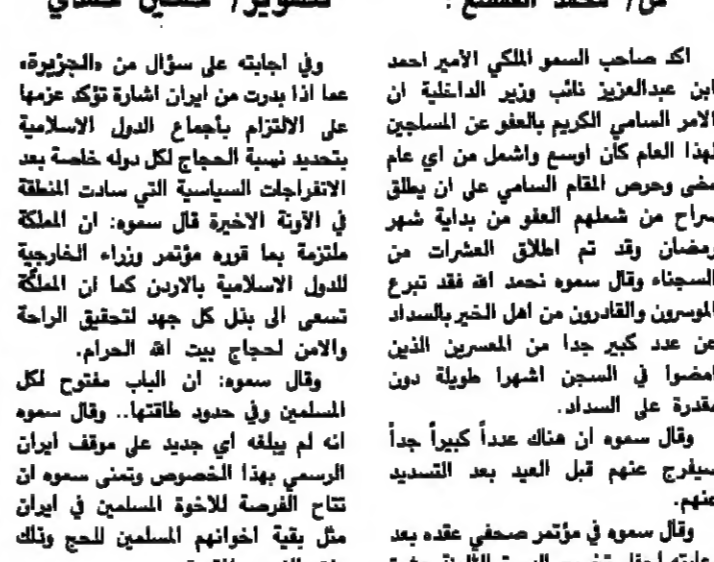 من/ محمد
اكد صاحب السمو الملكي الأمير احمد
ابن عبدالعزيز نائب وزير الداخلية ان
الامر السامي الكريم بالعفو عن المساجين
لهذا العام كان اوسع واشمل من اي عام
مضى وحرص المقام السامي على ان يطلق
سراح من شملهم العفو من بداية شهر
رمضان وقد تم اطلاق العشرات من
السجناء وقال سموه نحمد الله فقد تبرع
الموسرون والقادرون من اهل الخير بالسداد
عن عدد كبير جدا من المعسرين الذين
امضوا في السجن اشهرا طويلة دون
مقدرة على السداد.
وقال سموه ان هناك عدداً كبيراً جداً
سيفرج عنهم قبل العيد بعد التسديد
عنهم.
وقال سموه في مؤتمر صحفي عقده بعد
تصوير/ حسين حمدي
وفي اجابته على سؤال من «الجزيرة»
عما اذا بدرت من ايران اشارة تؤكد عزمها
على الالتزام بأجماع الدول الاسلامية
بتحديد نسبة الحجاج لكل دوله خاصة بعد
الانفراجات السياسية التي سادت المنطقة
في الآونة الاخيرة قال سموه: ان المملكة
ملتزمة بما قرره مؤتمر وزراء الخارجية
للدول الاسلامية بالاردن كما ان المملكة
تسعى الى بذل كل جهد لتحقيق الراحة
والامن لحجاج بيت الله الحرام.
وقال سموه: ان الباب مفتوح لكل
المسلمين وفي حدود طاقتها.. وقال سموه
انه لم يبلغه اي جديد على موقف ايران
الرسمي بهذا الخصوص وتمنى سموه ان
تتاح الفرصة للاخوة المسلمين في ايران
مثل بقية اخوانهم المسلمين للحج وذلك